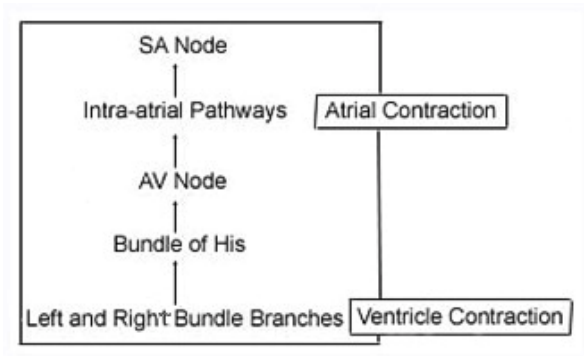 SA Node
Intra-atrial Pathways
Atrial Contraction
AV Node
Bundle of His
Left and Right Bundle Branches
Ventricle Contraction